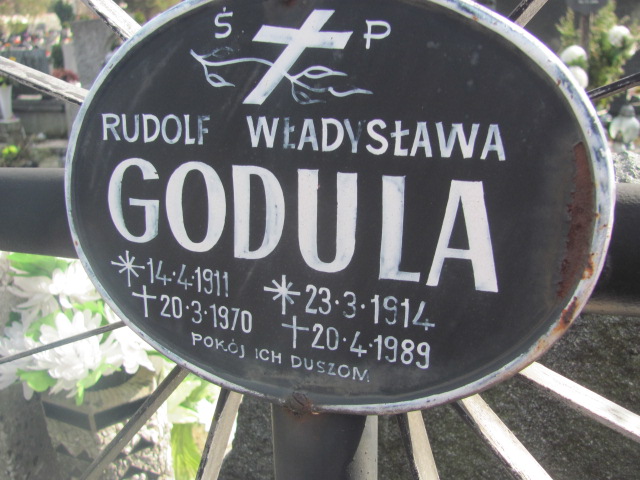 Ś P
RUDOLF WŁADYSŁAWA
GODULA
14·4·1911 23·3·1914
20·3·1970 20·4·1989
POKÓJ ICH DUSZOM